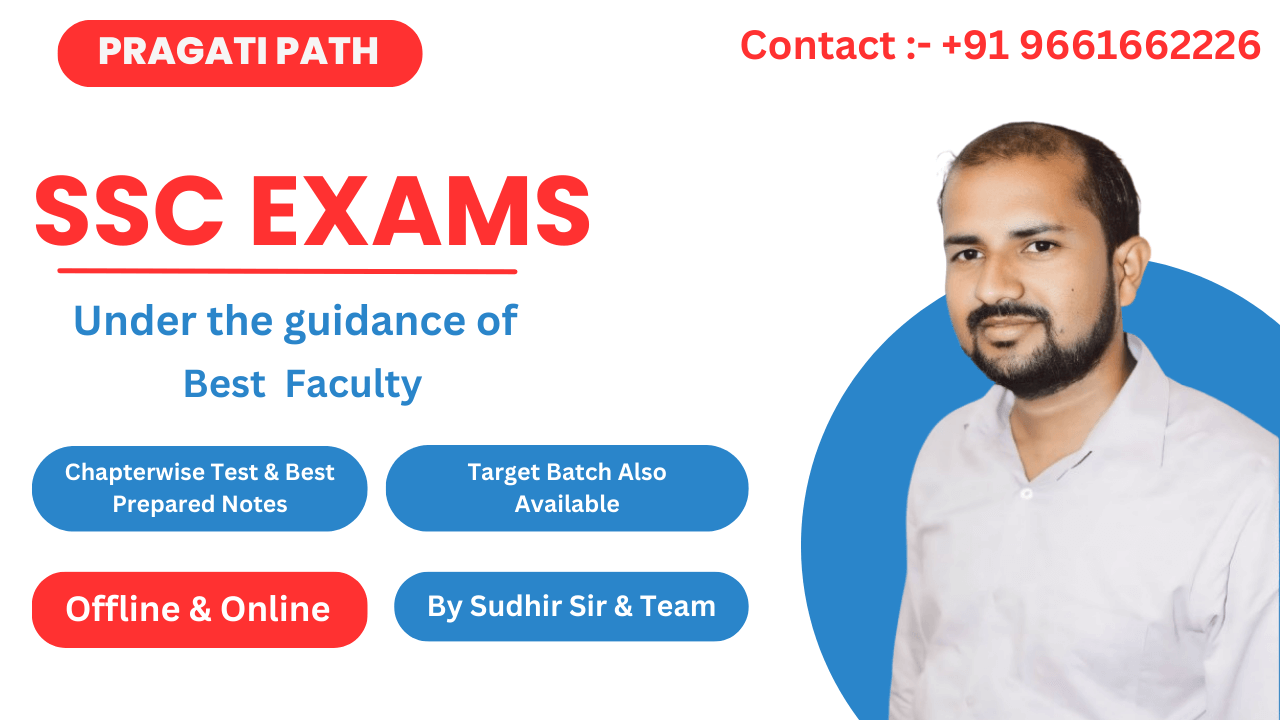 PRAGATI PATH
Contact :- +91 9661662226
SSC EXAMS
Under the guidance of
Best Faculty
Chapterwise Test & Best
Prepared Notes
Target Batch Also
Available
Offline & Online
By Sudhir Sir & Team